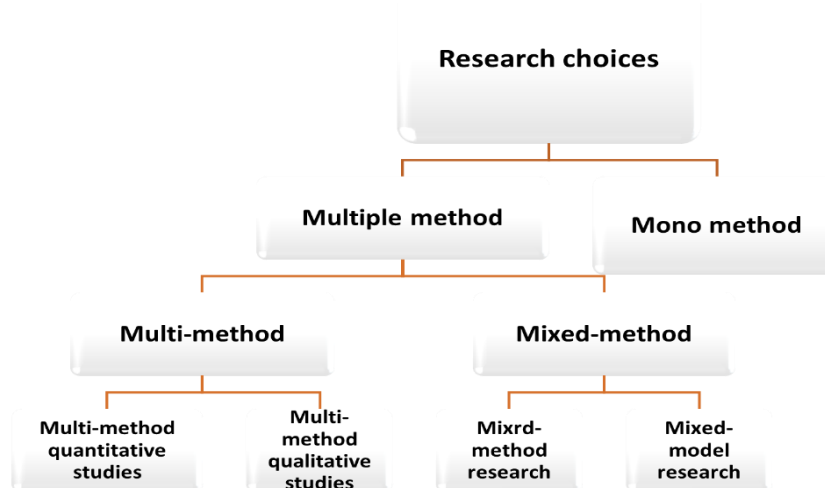 Research choices
Multiple method
Mono method
Multi-method
Mixed-method
Multi-method
quantitative
studies
Multi-
method
qualitative
studies
Mixrd-
method
research
Mixed-
model
research